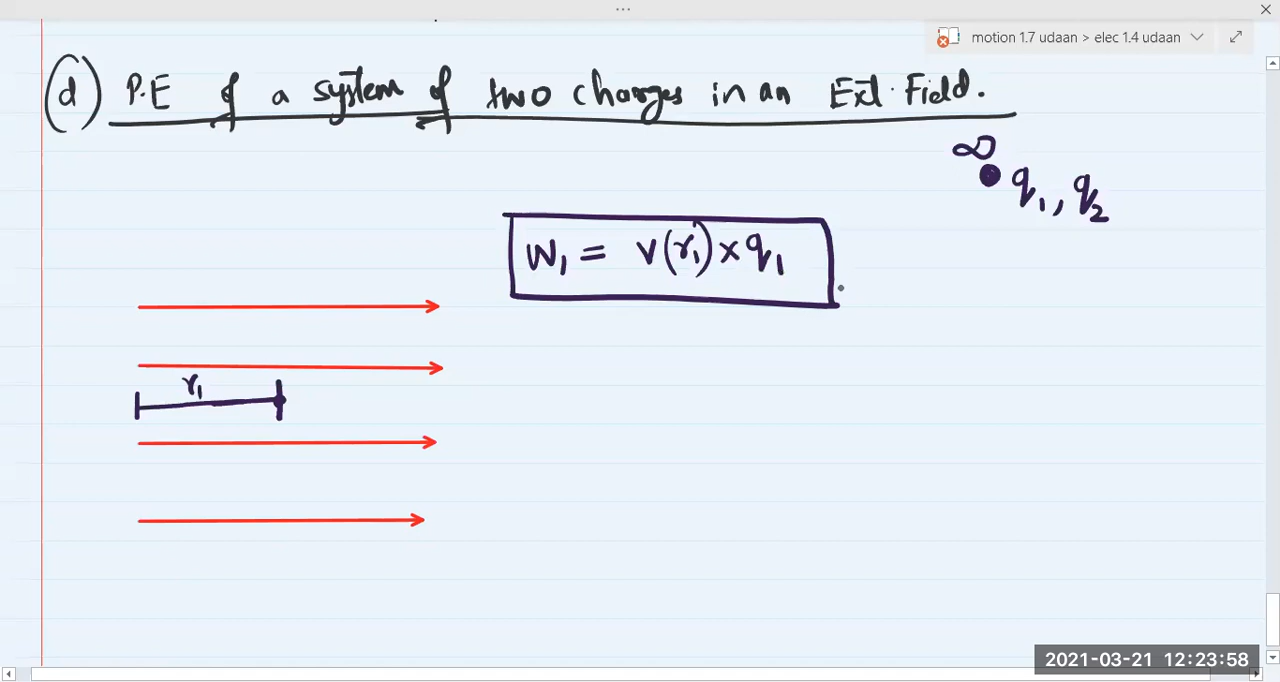 motion 1.7 udaan > elec 1.4 udaan
(d) P.E of a system of two charges in an Ext. Field.
∞
q₁, q₂
W₁ = V(r₁) × q₁
r₁
2021-03-21 12:23:58